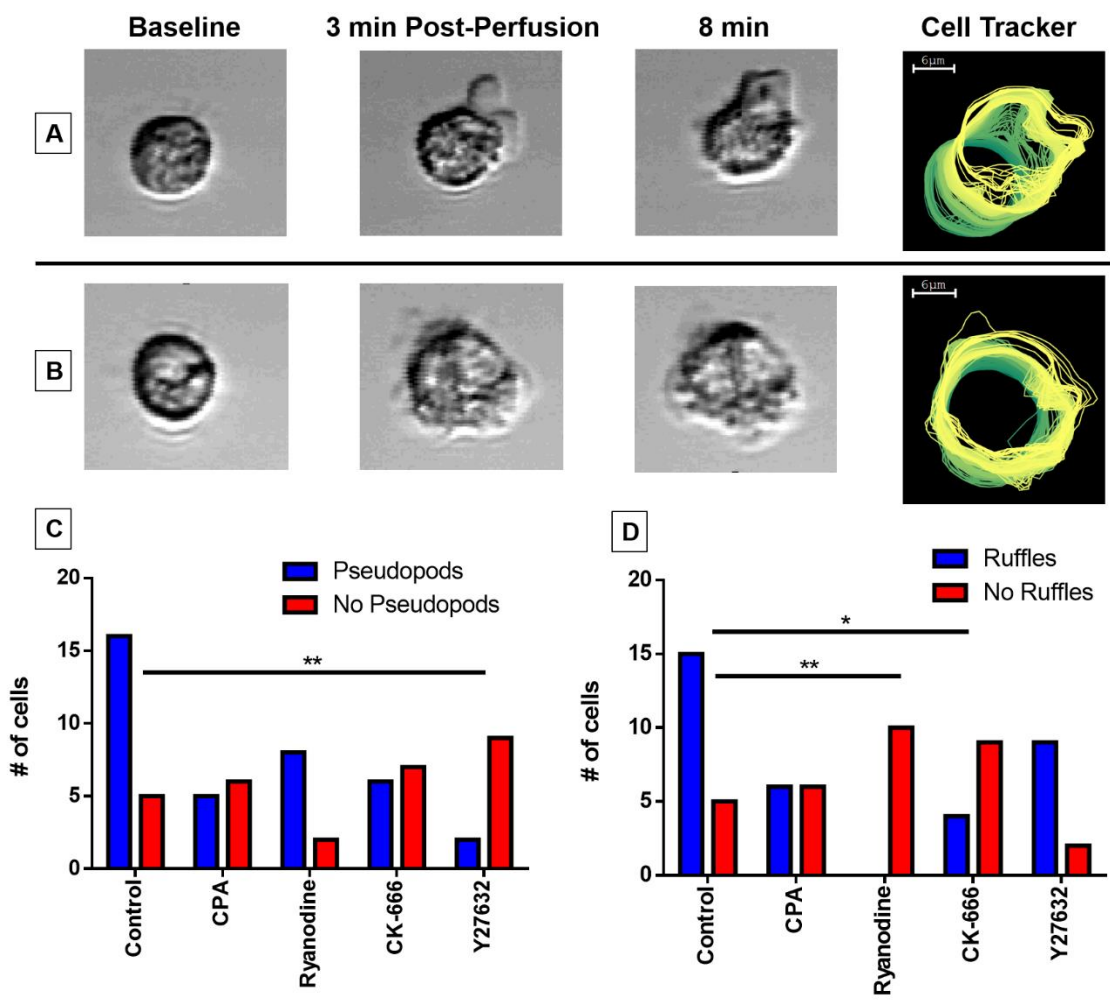 Baseline 3 min Post-Perfusion 8 min Cell Tracker
A
6µm
B
6µm
C
Pseudopods
No Pseudopods
# of cells
20
15
10
5
0
**
Control
CPA
Ryanodine
CK-666
Y27632
D
Ruffles
No Ruffles
# of cells
20
15
10
5
0
*
**
Control
CPA
Ryanodine
CK-666
Y27632